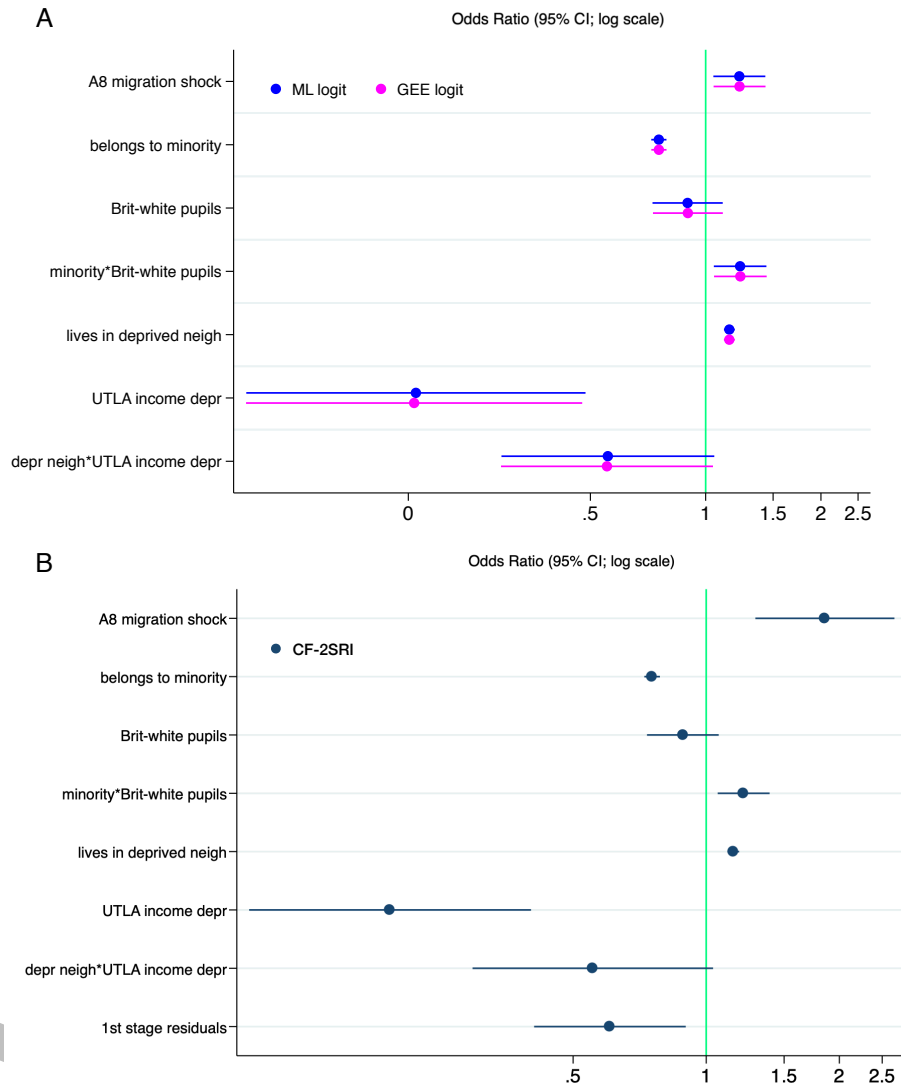 A
Odds Ratio (95% CI; log scale)
ML logit
GEE logit
A8 migration shock
belongs to minority
Brit-white pupils
minority*Brit-white pupils
lives in deprived neigh
UTLA income depr
depr neigh*UTLA income depr
0 .5 1 1.5 2 2.5
B
Odds Ratio (95% CI; log scale)
CF-2SRI
A8 migration shock
belongs to minority
Brit-white pupils
minority*Brit-white pupils
lives in deprived neigh
UTLA income depr
depr neigh*UTLA income depr
1st stage residuals
.5 1 1.5 2 2.5